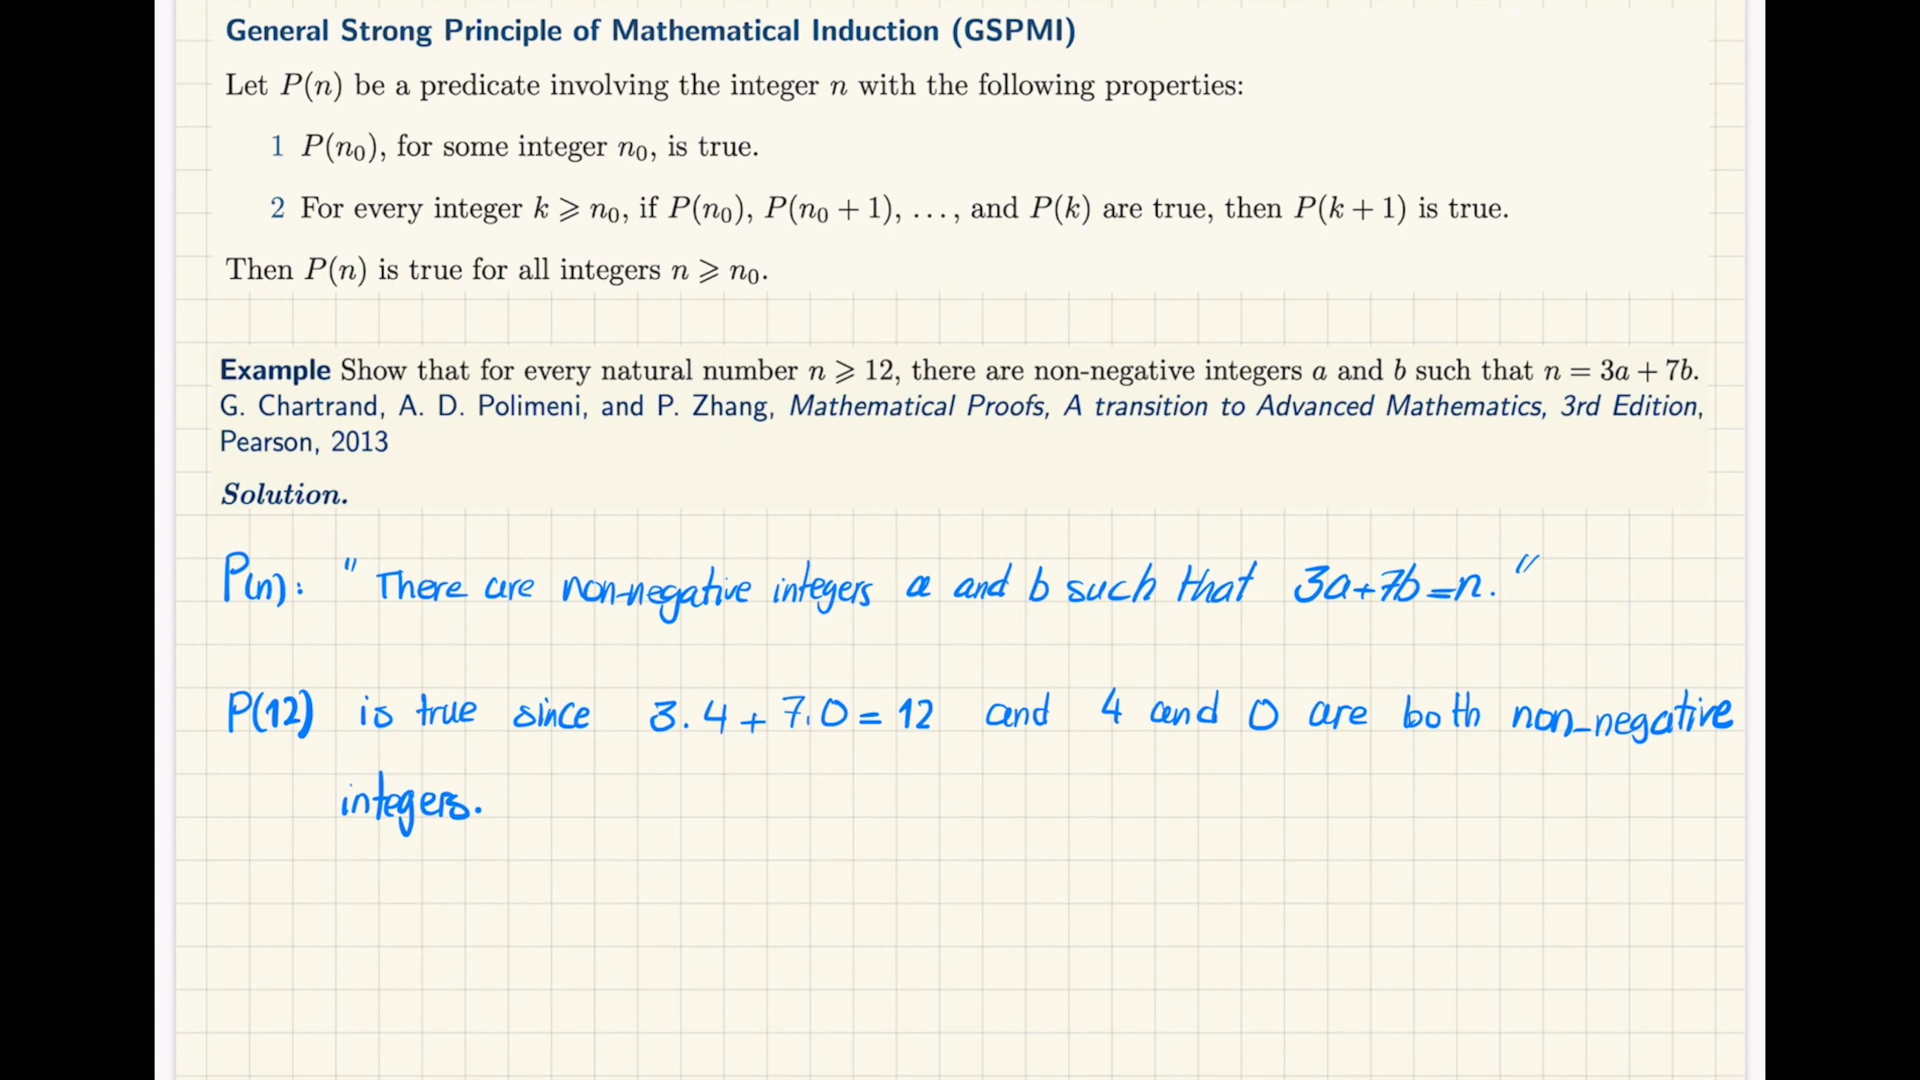 General Strong Principle of Mathematical Induction (GSPMI)
Let P(n) be a predicate involving the integer n with the following properties:
1 P(n₀), for some integer n₀, is true.
2 For every integer k ⩾ n₀, if P(n₀), P(n₀ + 1), …, and P(k) are true, then P(k + 1) is true.
Then P(n) is true for all integers n ⩾ n₀.
Example Show that for every natural number n ⩾ 12, there are non-negative integers a and b such that n = 3a + 7b.
G. Chartrand, A. D. Polimeni, and P. Zhang, Mathematical Proofs, A transition to Advanced Mathematics, 3rd Edition,
Pearson, 2013
Solution.
P(n): "There are non-negative integers a and b such that 3a+7b=n."
P(12) is true since 3.4+7.0=12 and 4 and 0 are both non-negative
integers.